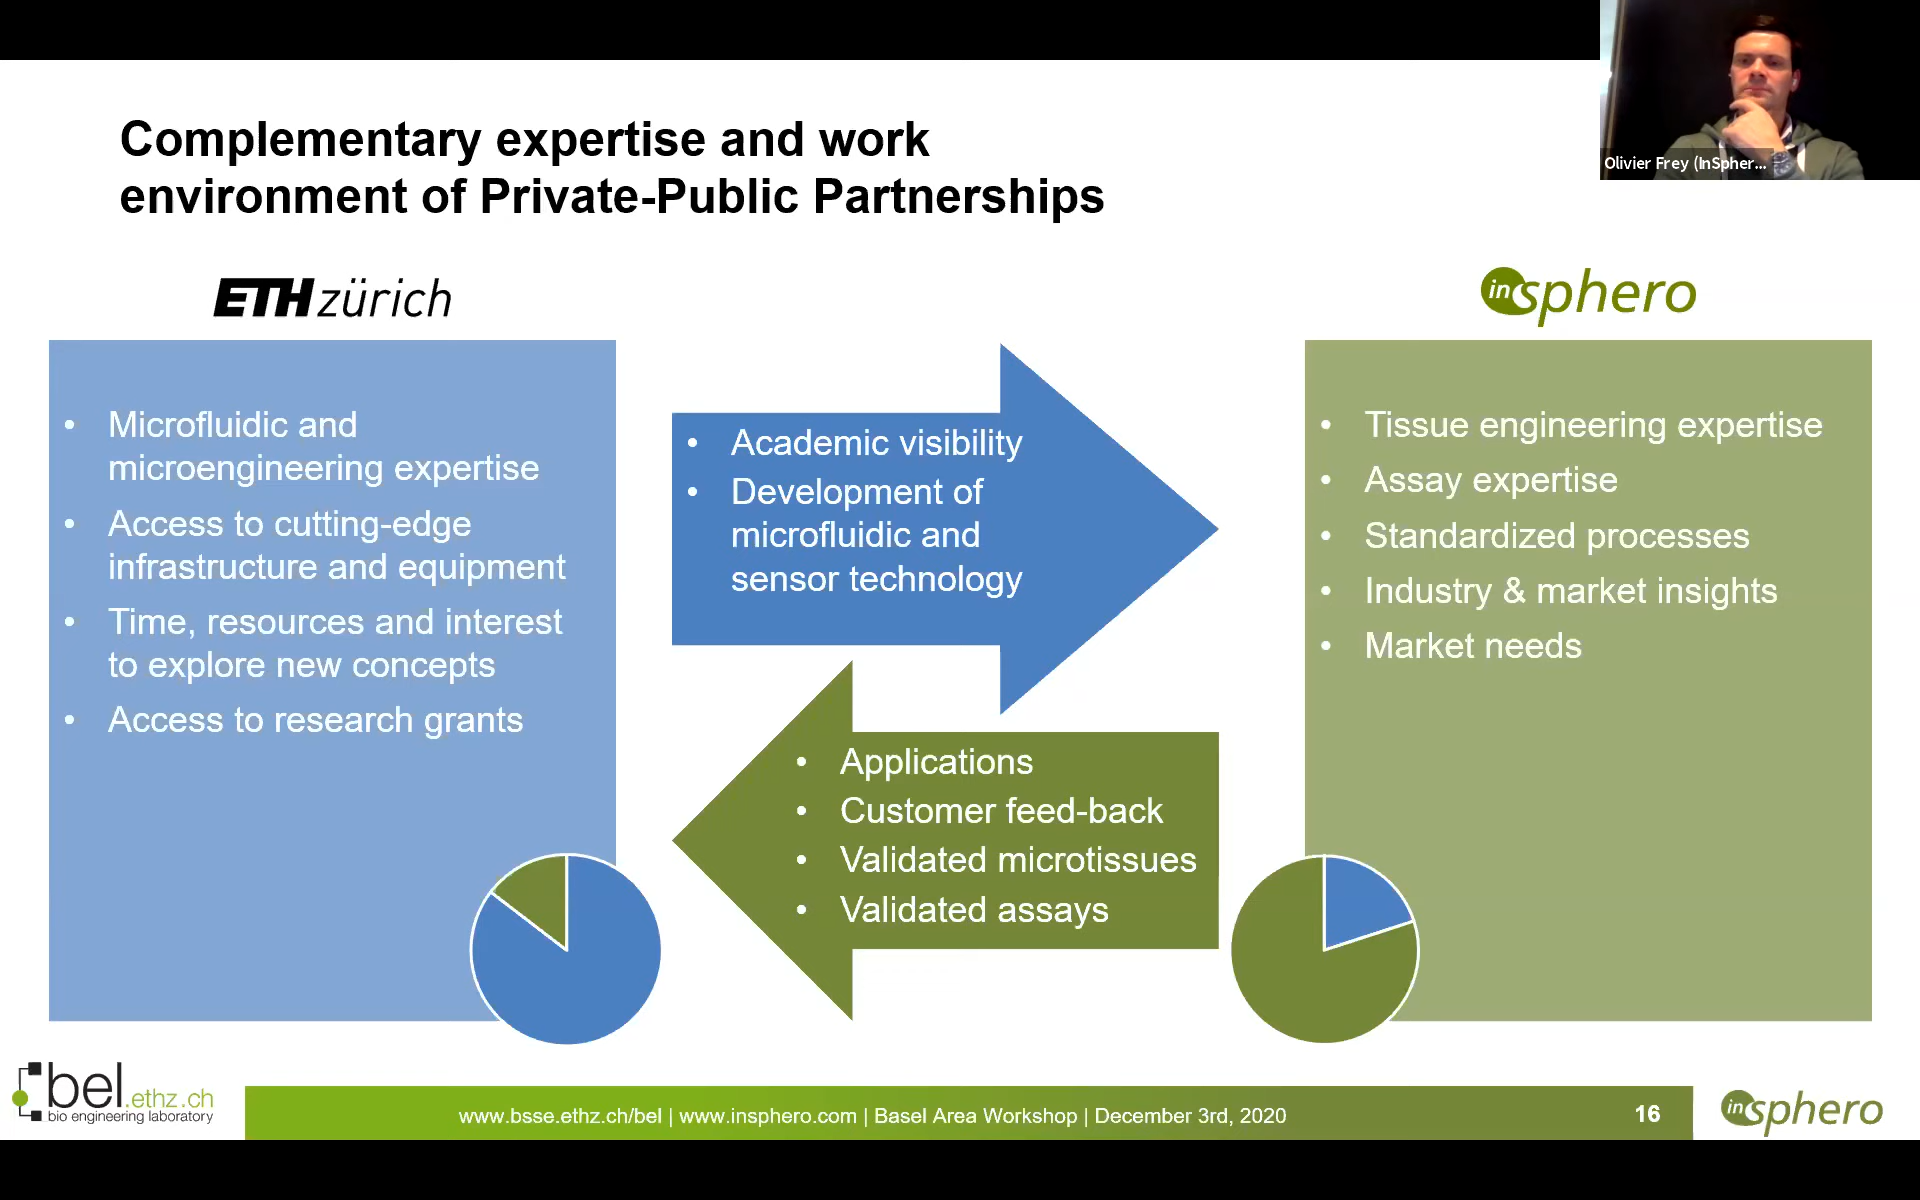 Olivier Frey (InSpher...
Complementary expertise and work
environment of Private-Public Partnerships
ETH zürich
insphero
• Microfluidic and
microengineering expertise
• Access to cutting-edge
infrastructure and equipment
• Time, resources and interest
to explore new concepts
• Access to research grants
• Academic visibility
• Development of
microfluidic and
sensor technology
• Applications
• Customer feed-back
• Validated microtissues
• Validated assays
• Tissue engineering expertise
• Assay expertise
• Standardized processes
• Industry & market insights
• Market needs
bel.ethz.ch
bio engineering laboratory
www.bsse.ethz.ch/bel | www.insphero.com | Basel Area Workshop | December 3rd, 2020
16
insphero